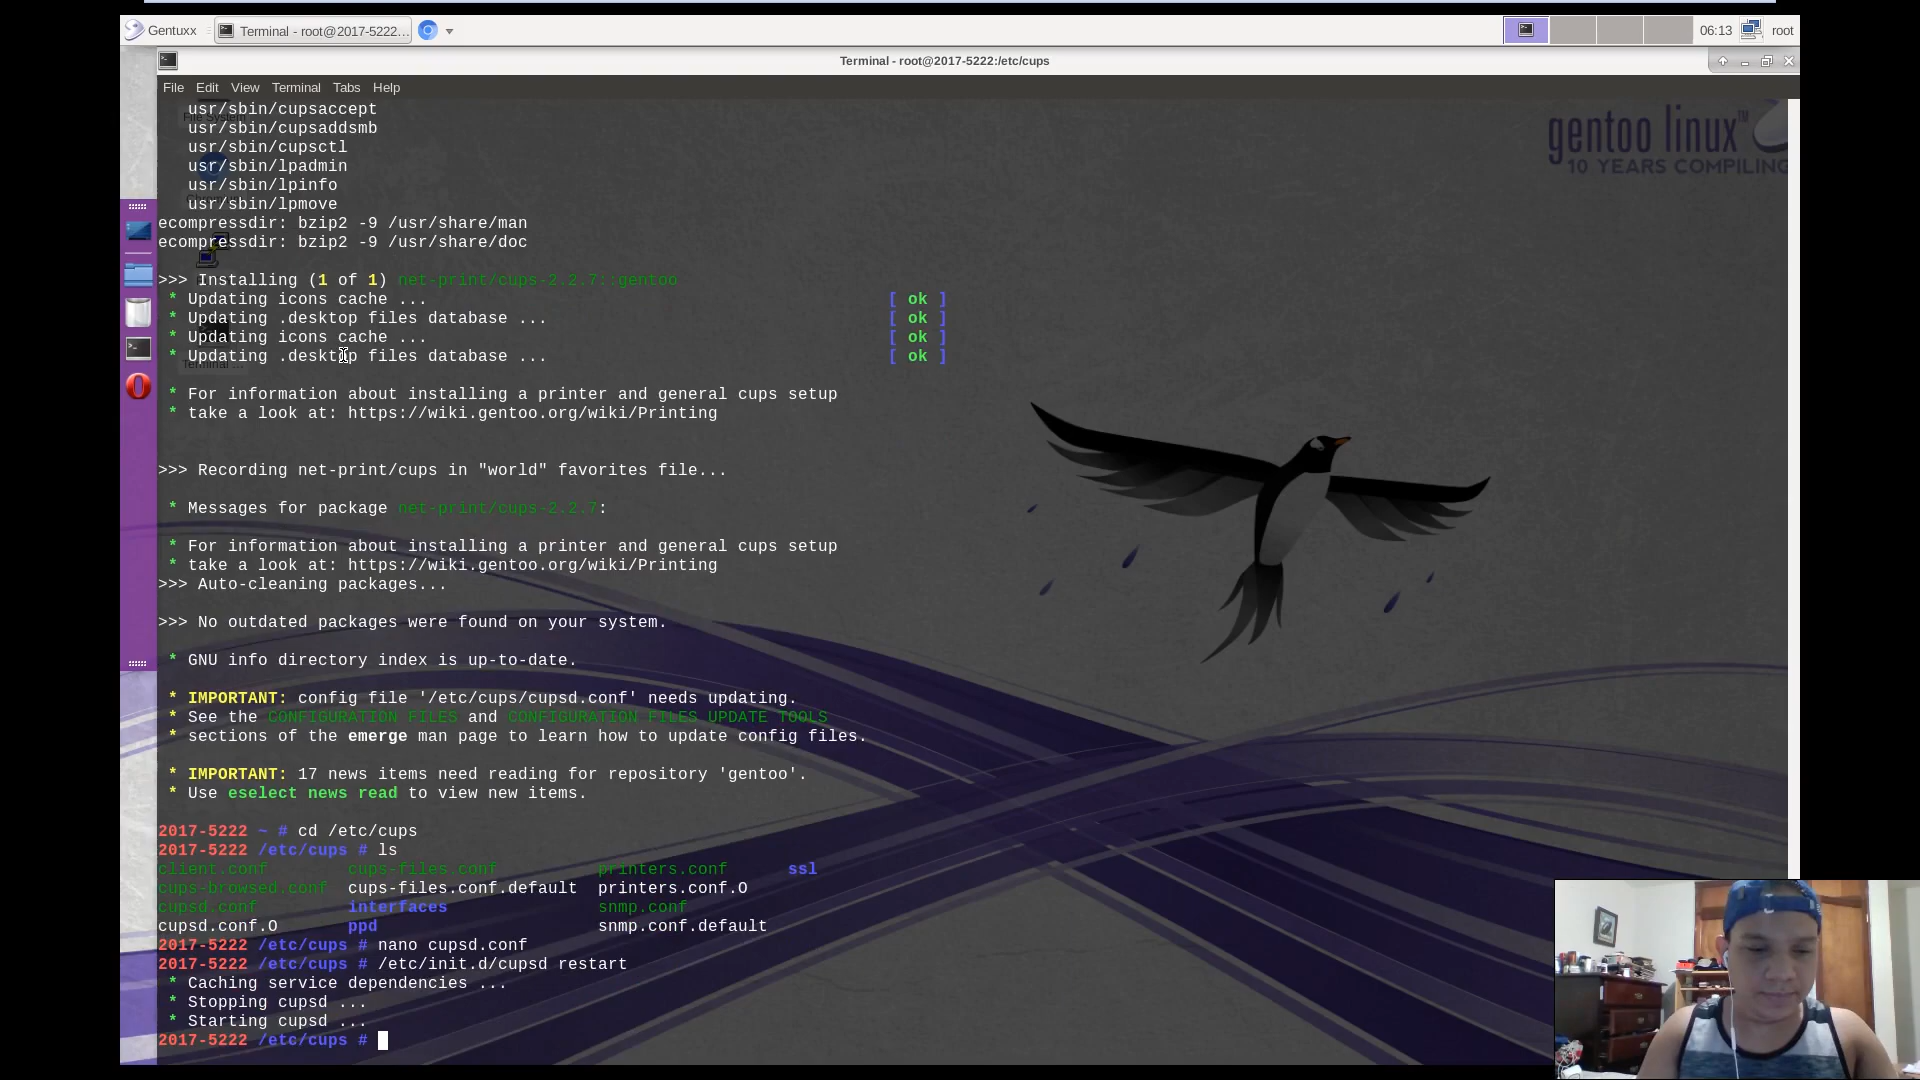 Gentuxx
Terminal - root@2017-5222...
06:13
root
Terminal - root@2017-5222:/etc/cups
File Edit View Terminal Tabs Help
usr/sbin/cupsaccept
File System
usr/sbin/cupsaddsmb
usr/sbin/cupsctl
usr/sbin/lpadmin
usr/sbin/lpinfo
usr/sbin/lpmove
gentoo linux™
10 YEARS COMPILING
ecompressdir: bzip2 -9 /usr/share/man
ecompressdir: bzip2 -9 /usr/share/doc
>>> Installing (1 of 1) net-print/cups-2.2.7::gentoo
* Updating icons cache ... [ ok ]
* Updating .desktop files database ... [ ok ]
* Updating icons cache ... [ ok ]
* Updating .desktop files database ... [ ok ]
Terminal ...
* For information about installing a printer and general cups setup
* take a look at: https://wiki.gentoo.org/wiki/Printing
>>> Recording net-print/cups in "world" favorites file...
* Messages for package net-print/cups-2.2.7:
* For information about installing a printer and general cups setup
* take a look at: https://wiki.gentoo.org/wiki/Printing
>>> Auto-cleaning packages...
>>> No outdated packages were found on your system.
* GNU info directory index is up-to-date.
* IMPORTANT: config file '/etc/cups/cupsd.conf' needs updating.
* See the CONFIGURATION FILES and CONFIGURATION FILES UPDATE TOOLS
* sections of the emerge man page to learn how to update config files.
* IMPORTANT: 17 news items need reading for repository 'gentoo'.
* Use eselect news read to view new items.
2017-5222 ~ # cd /etc/cups
2017-5222 /etc/cups # ls
client.conf cups-files.conf printers.conf ssl
cups-browsed.conf cups-files.conf.default printers.conf.O
cupsd.conf interfaces snmp.conf
cupsd.conf.O ppd snmp.conf.default
2017-5222 /etc/cups # nano cupsd.conf
2017-5222 /etc/cups # /etc/init.d/cupsd restart
* Caching service dependencies ...
* Stopping cupsd ...
* Starting cupsd ...
2017-5222 /etc/cups #